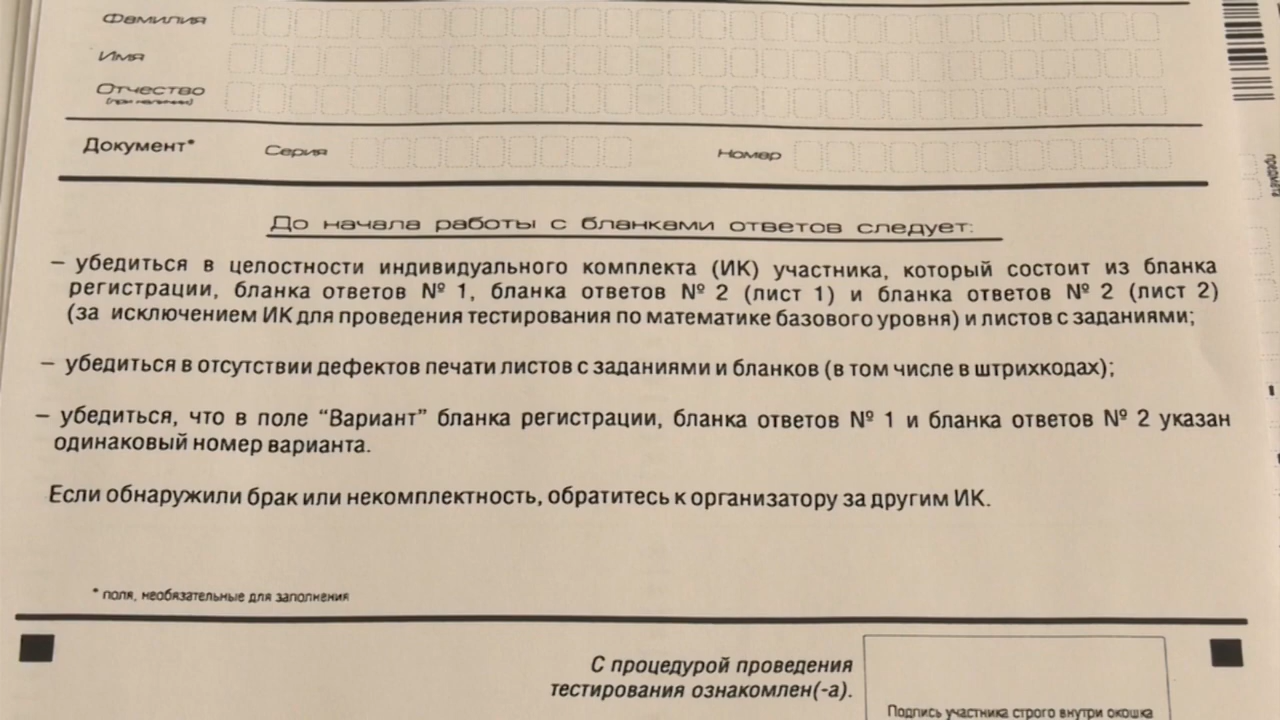 Фамилия
Имя
Отчество
(при наличии)
Документ* Серия Номер
До начала работы с бланками ответов следует:
– убедиться в целостности индивидуального комплекта (ИК) участника, который состоит из бланка
регистрации, бланка ответов № 1, бланка ответов № 2 (лист 1) и бланка ответов № 2 (лист 2)
(за исключением ИК для проведения тестирования по математике базового уровня) и листов с заданиями;
– убедиться в отсутствии дефектов печати листов с заданиями и бланков (в том числе в штрихкодах);
– убедиться, что в поле “Вариант” бланка регистрации, бланка ответов № 1 и бланка ответов № 2 указан
одинаковый номер варианта.
Если обнаружили брак или некомплектность, обратитесь к организатору за другим ИК.
* поля, необязательные для заполнения
С процедурой проведения
тестирования ознакомлен(-а).
Подпись участника строго внутри окошка
предмета